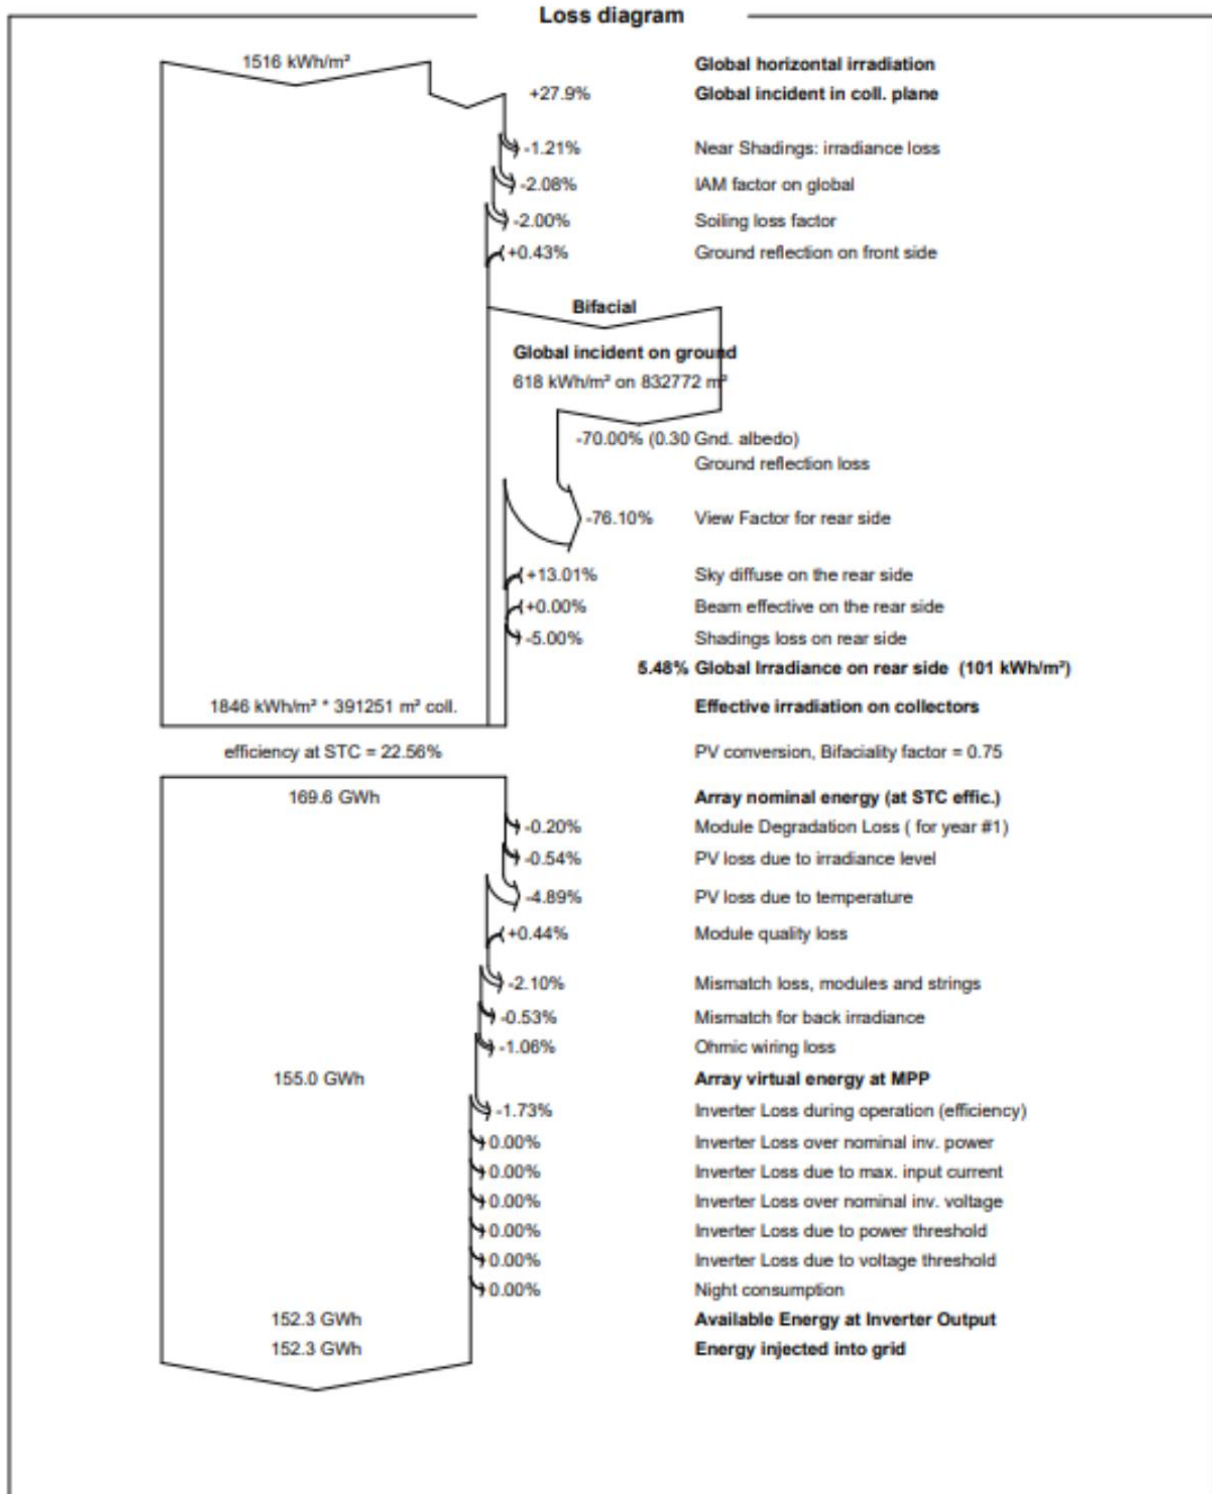 Loss diagram
1516 kWh/m² Global horizontal irradiation
+27.9% Global incident in coll. plane
-1.21% Near Shadings: irradiance loss
-2.08% IAM factor on global
-2.00% Soiling loss factor
+0.43% Ground reflection on front side
Bifacial
Global incident on ground
618 kWh/m² on 832772 m²
-70.00% (0.30 Gnd. albedo)
Ground reflection loss
-76.10% View Factor for rear side
+13.01% Sky diffuse on the rear side
+0.00% Beam effective on the rear side
-5.00% Shadings loss on rear side
5.48% Global Irradiance on rear side (101 kWh/m²)
1846 kWh/m² * 391251 m² coll. Effective irradiation on collectors
efficiency at STC = 22.56% PV conversion, Bifaciality factor = 0.75
169.6 GWh Array nominal energy (at STC effic.)
-0.20% Module Degradation Loss ( for year #1)
-0.54% PV loss due to irradiance level
-4.89% PV loss due to temperature
+0.44% Module quality loss
-2.10% Mismatch loss, modules and strings
-0.53% Mismatch for back irradiance
-1.06% Ohmic wiring loss
155.0 GWh Array virtual energy at MPP
-1.73% Inverter Loss during operation (efficiency)
0.00% Inverter Loss over nominal inv. power
0.00% Inverter Loss due to max. input current
0.00% Inverter Loss over nominal inv. voltage
0.00% Inverter Loss due to power threshold
0.00% Inverter Loss due to voltage threshold
0.00% Night consumption
152.3 GWh Available Energy at Inverter Output
152.3 GWh Energy injected into grid